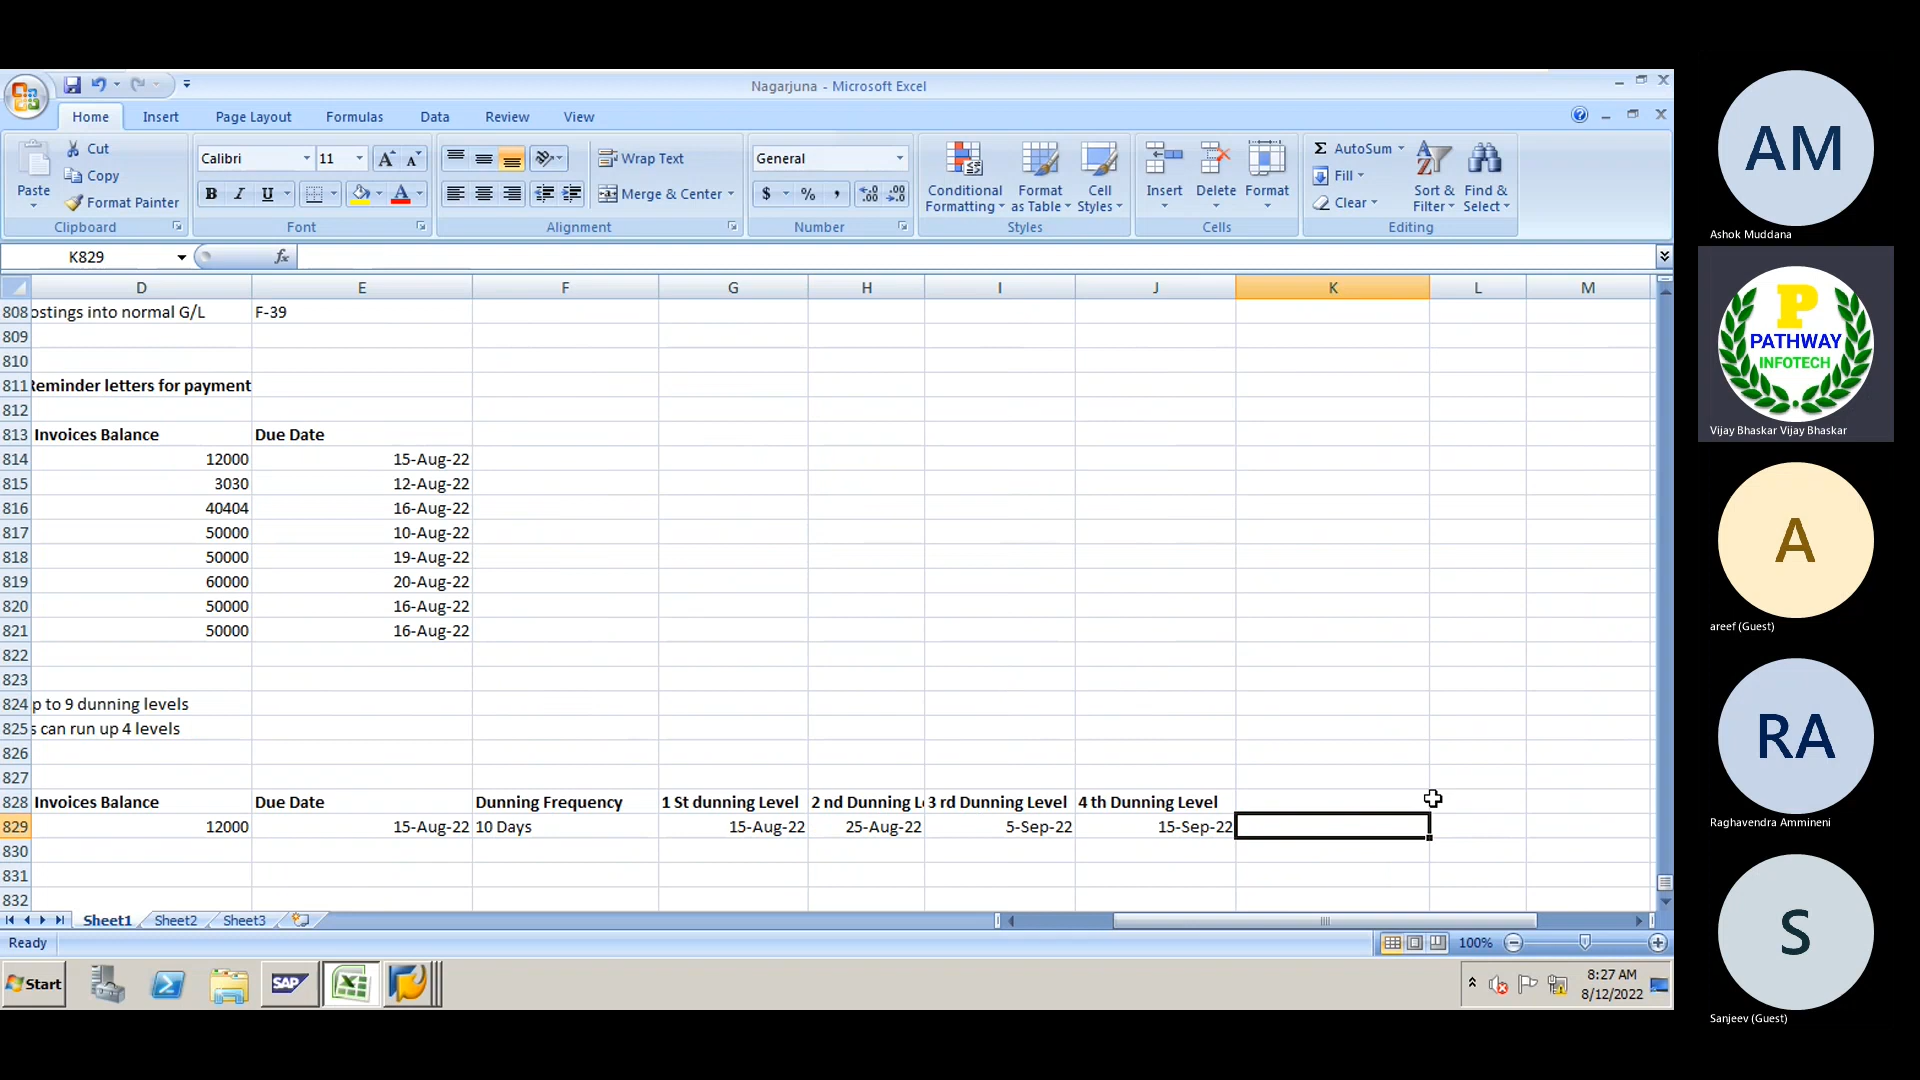 Nagarjuna - Microsoft Excel
Home Insert Page Layout Formulas Data Review View
Paste
Cut
Copy
Format Painter
Clipboard
Calibri 11
B I U
Font
Wrap Text
Merge & Center
Alignment
General
$ % ,
Number
Conditional Formatting
Format as Table
Cell Styles
Styles
Insert Delete Format
Cells
Σ AutoSum
Fill
Clear
Sort & Filter
Find & Select
Editing
K829
fx
D E F G H I J K L M
808 ostings into normal G/L F-39
809
810
811 Reminder letters for payment
812
813 Invoices Balance Due Date
814 12000 15-Aug-22
815 3030 12-Aug-22
816 40404 16-Aug-22
817 50000 10-Aug-22
818 50000 19-Aug-22
819 60000 20-Aug-22
820 50000 16-Aug-22
821 50000 16-Aug-22
822
823
824 p to 9 dunning levels
825 s can run up 4 levels
826
827
828 Invoices Balance Due Date Dunning Frequency 1 St dunning Level 2 nd Dunning L 3 rd Dunning Level 4 th Dunning Level
829 12000 15-Aug-22 10 Days 15-Aug-22 25-Aug-22 5-Sep-22 15-Sep-22
830
831
832
Sheet1 Sheet2 Sheet3
Ready
100%
Start
SAP
8:27 AM
8/12/2022
AM
Ashok Muddana
P
PATHWAY
INFOTECH
Vijay Bhaskar Vijay Bhaskar
A
areef (Guest)
RA
Raghavendra Ammineni
S
Sanjeev (Guest)